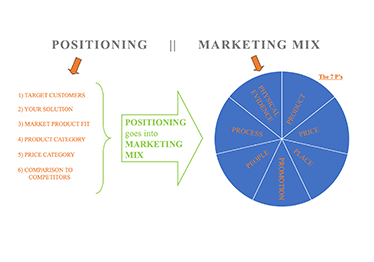 POSITIONING || MARKETING MIX
The 7 P's
1) TARGET CUSTOMERS
2) YOUR SOLUTION
3) MARKET PRODUCT FIT
4) PRODUCT CATEGORY
5) PRICE CATEGORY
6) COMPARISON TO
COMPETITORS
POSITIONING
goes into
MARKETING
MIX
PRODUCT
PRICE
PLACE
PROMOTION
PEOPLE
PROCESS
PHYSICAL
EVIDENCE